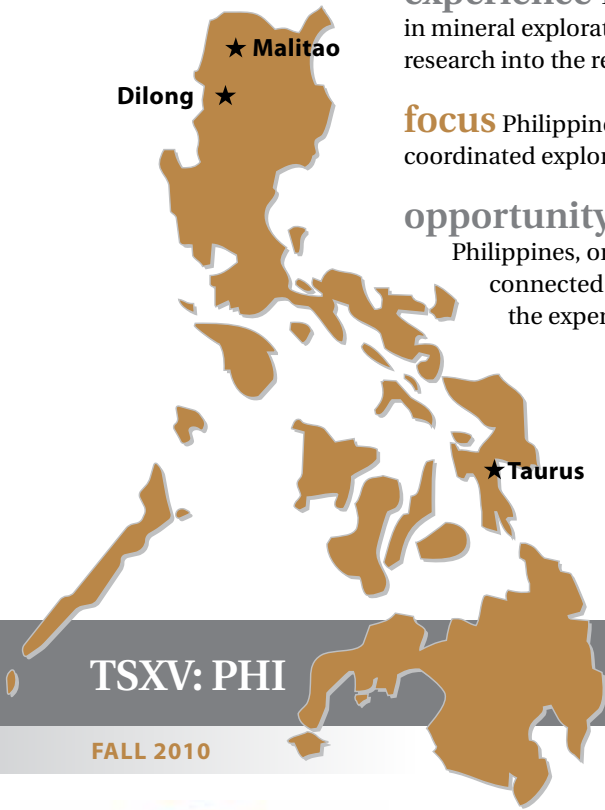 experience
in mineral explorat
research into the re
Malitao
Dilong
focus Philippine
coordinated explor
opportunity
Philippines, or
connected
the exper
Taurus
TSXV: PHI
FALL 2010